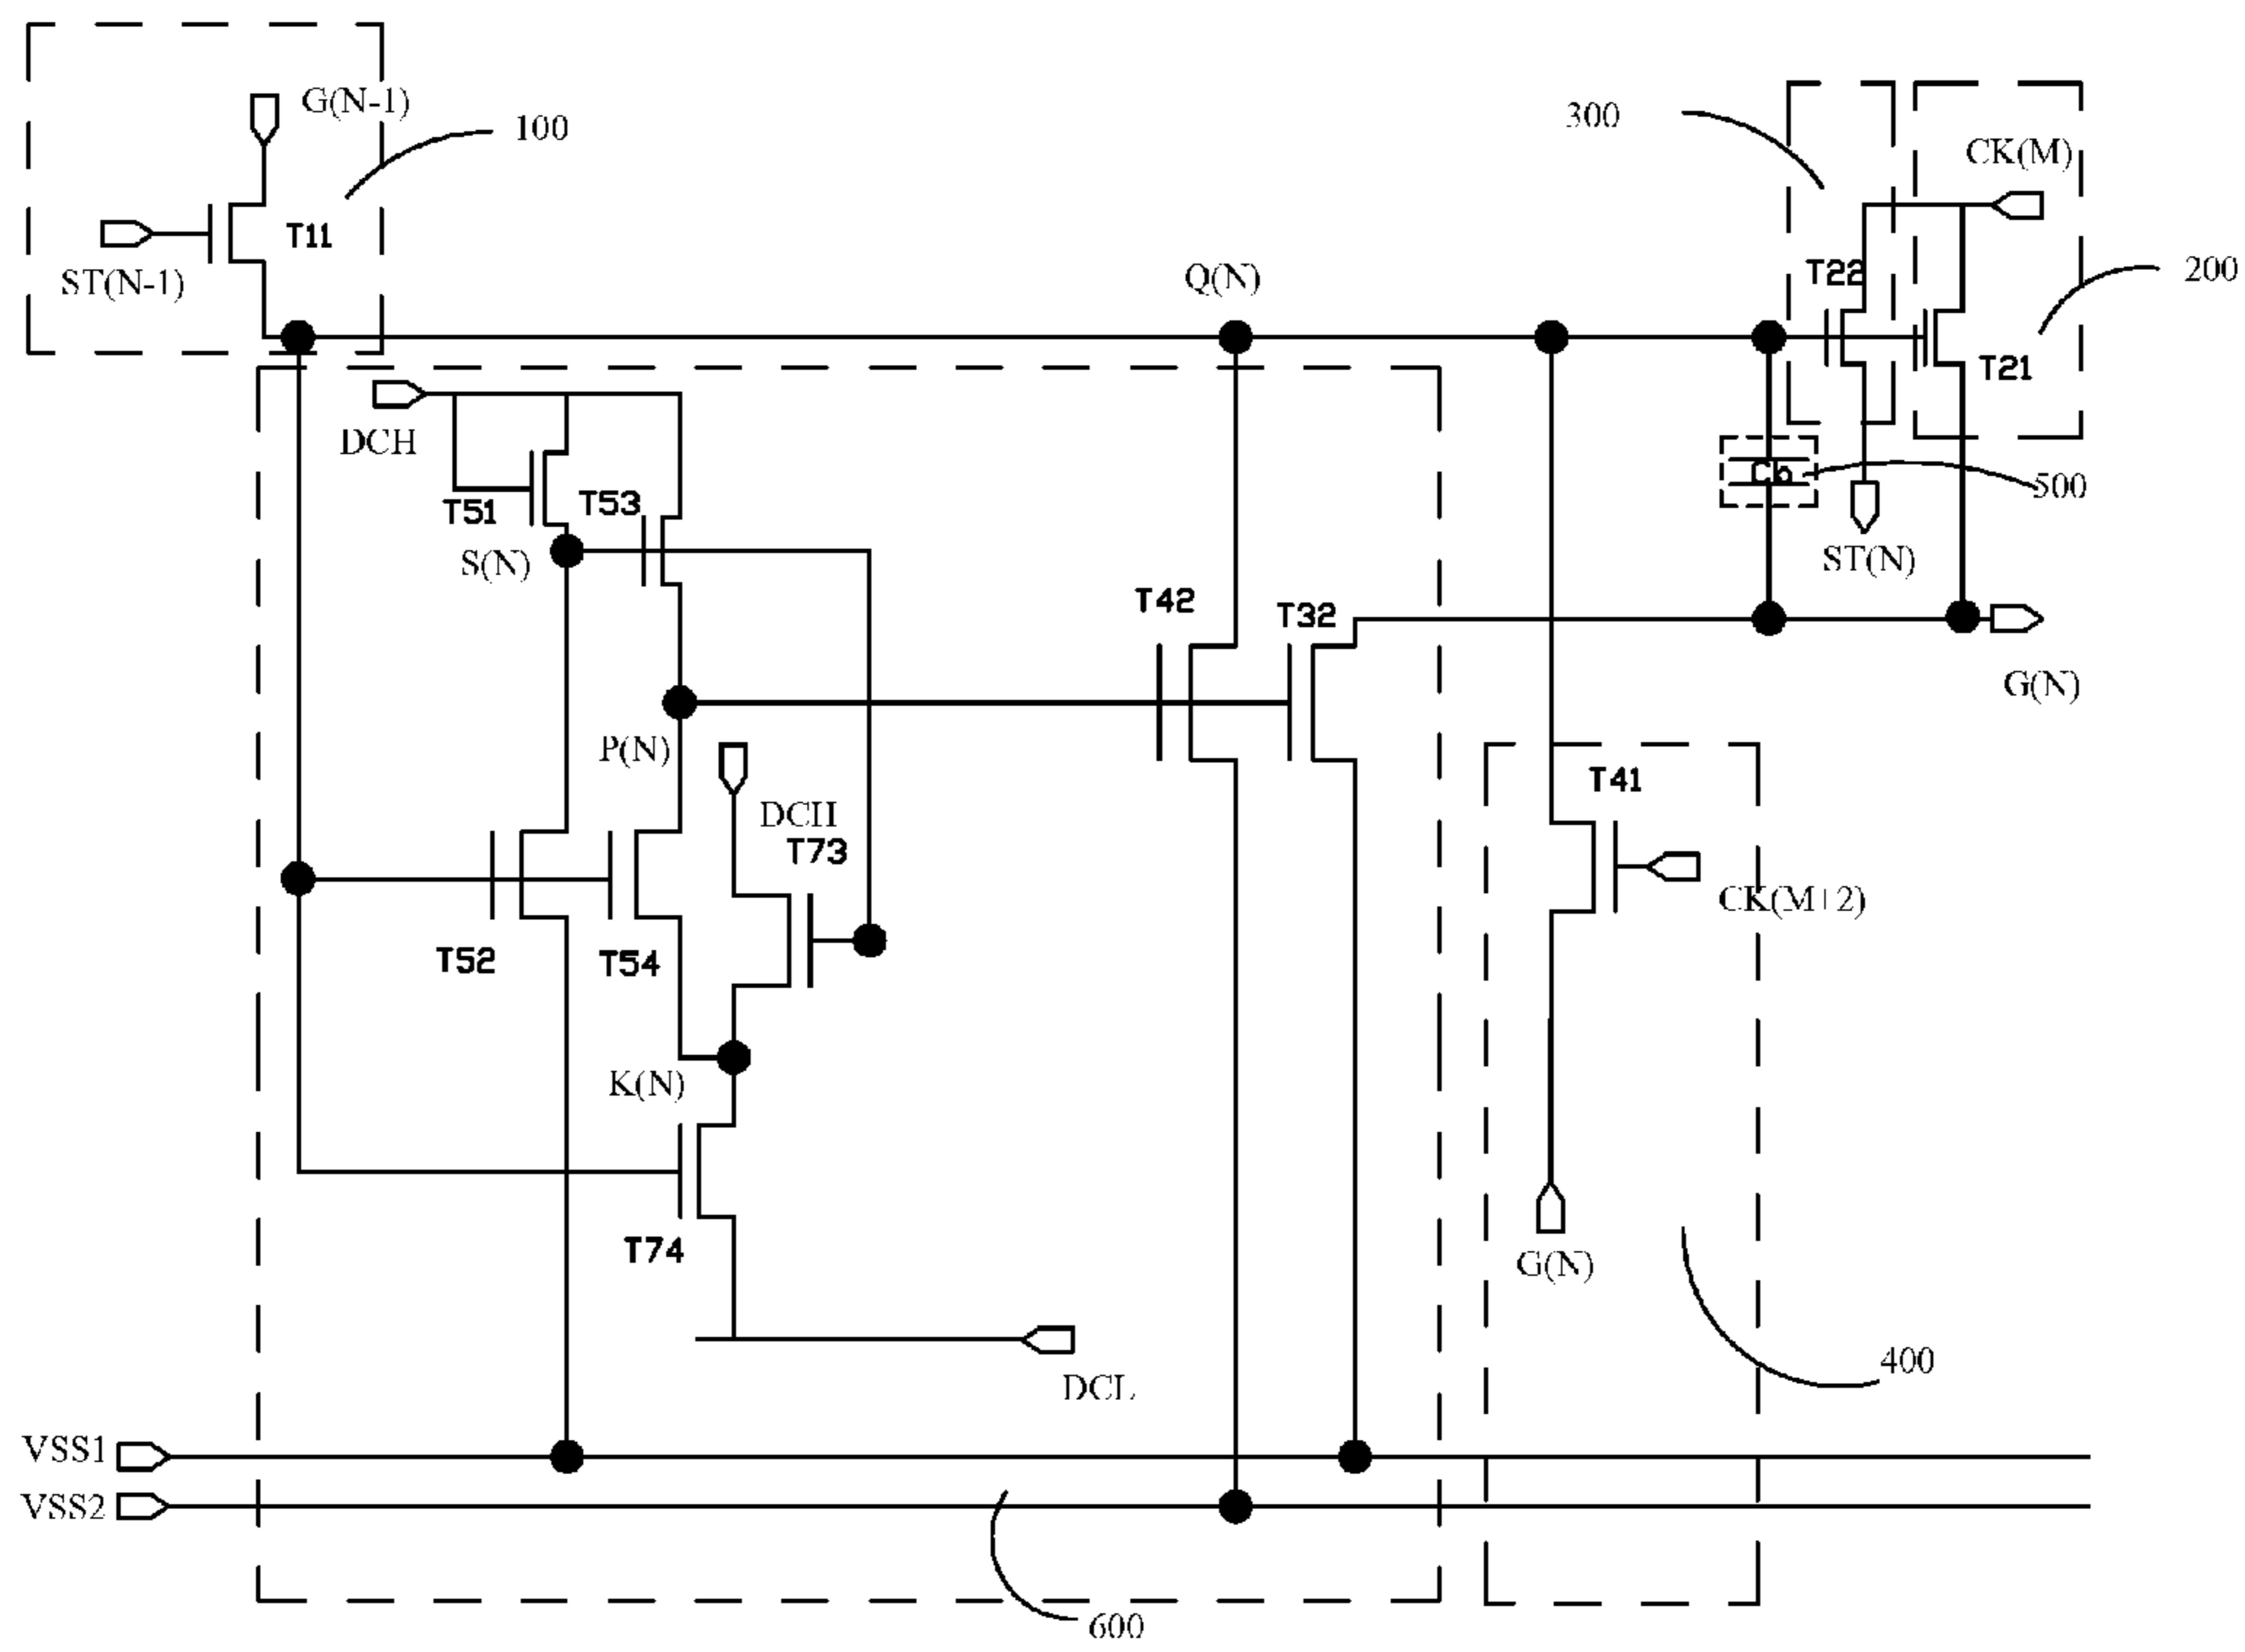 G(N-1)
100
300
CK(M)
T11
ST(N-1)
Q(N)
T22
200
T21
DCH
Cb
500
T51
T53
S(N)
ST(N)
T42
T32
G(N)
P(N)
T41
DCH
T73
CK(M+2)
T52
T54
K(N)
T74
G(N)
400
DCL
VSS1
VSS2
600